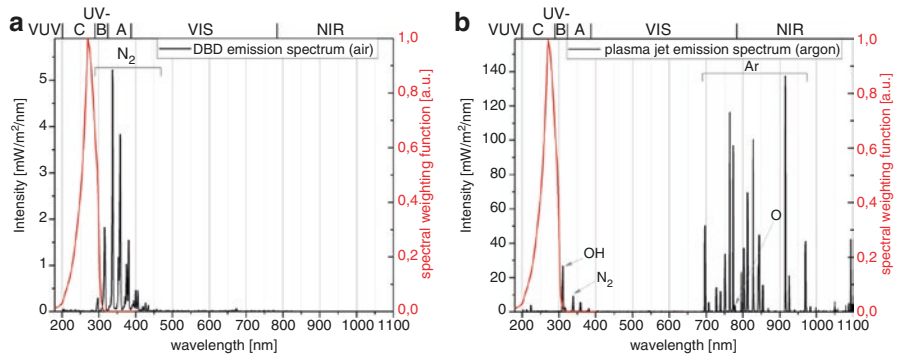 a
UV-
VUV C B A VIS NIR
DBD emission spectrum (air)
N2
Intensity [mW/m²/nm]
5
4
3
2
1
0
1,0
0,8
0,6
0,4
0,2
0,0
spectral weighting function [a.u.]
200 300 400 500 600 700 800 900 1000 1100
wavelength [nm]
b
UV-
VUV C B A VIS NIR
plasma jet emission spectrum (argon)
Ar
O
OH
N2
Intensity [mW/m²/nm]
140
120
100
80
60
40
20
0
1,0
0,8
0,6
0,4
0,2
0,0
spectral weighting function [a.u.]
200 300 400 500 600 700 800 900 1000 1100
wavelength [nm]